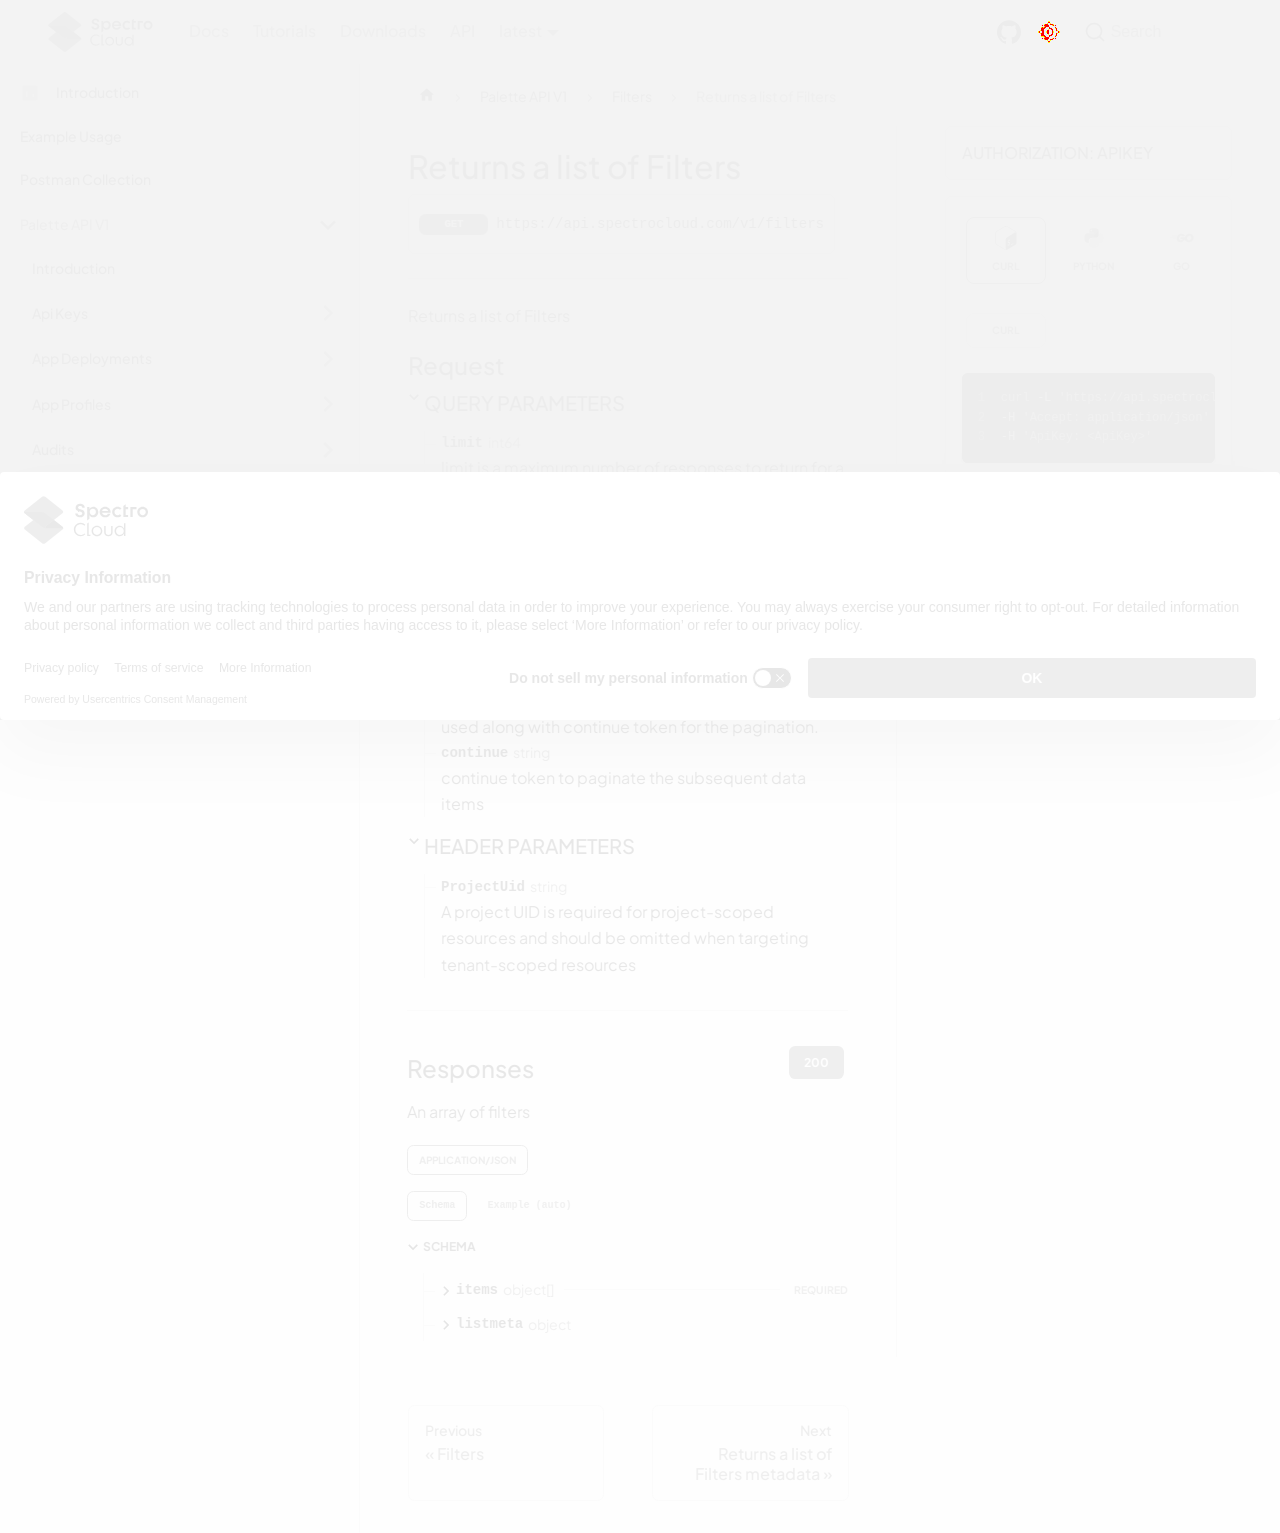 Spectro
Cloud
Docs Tutorials Downloads API latest
Search
Introduction
Example Usage
Postman Collection
Palette API V1
Introduction
Api Keys
App Deployments
App Profiles
Audits
Palette API V1 Filters Returns a list of Filters
Returns a list of Filters
GET https://api.spectrocloud.com/v1/filters
Returns a list of Filters
Request
QUERY PARAMETERS
limit
limit is a maximum number of responses to return for a
AUTHORIZATION: APIKEY
CURL PYTHON GO
CURL
Spectro
Cloud
Privacy Information
We and our partners are using tracking technologies to process personal data in order to improve your experience. You may always exercise your consumer right to opt-out. For detailed information
about personal information we collect and third parties having access to it, please select 'More Information' or refer to our privacy policy.
Privacy policy Terms of service More Information
Powered by Usercentrics Consent Management
Do not sell my personal information
OK
used along with continue token for the pagination.
continue string
continue token to paginate the subsequent data
items
HEADER PARAMETERS
ProjectUid string
A project UID is required for project-scoped
resources and should be omitted when targeting
tenant-scoped resources
Responses
200
An array of filters
APPLICATION/JSON
Schema Example (auto)
SCHEMA
items object[] REQUIRED
listmeta object
Previous
« Filters
Next
Returns a list of
Filters metadata »